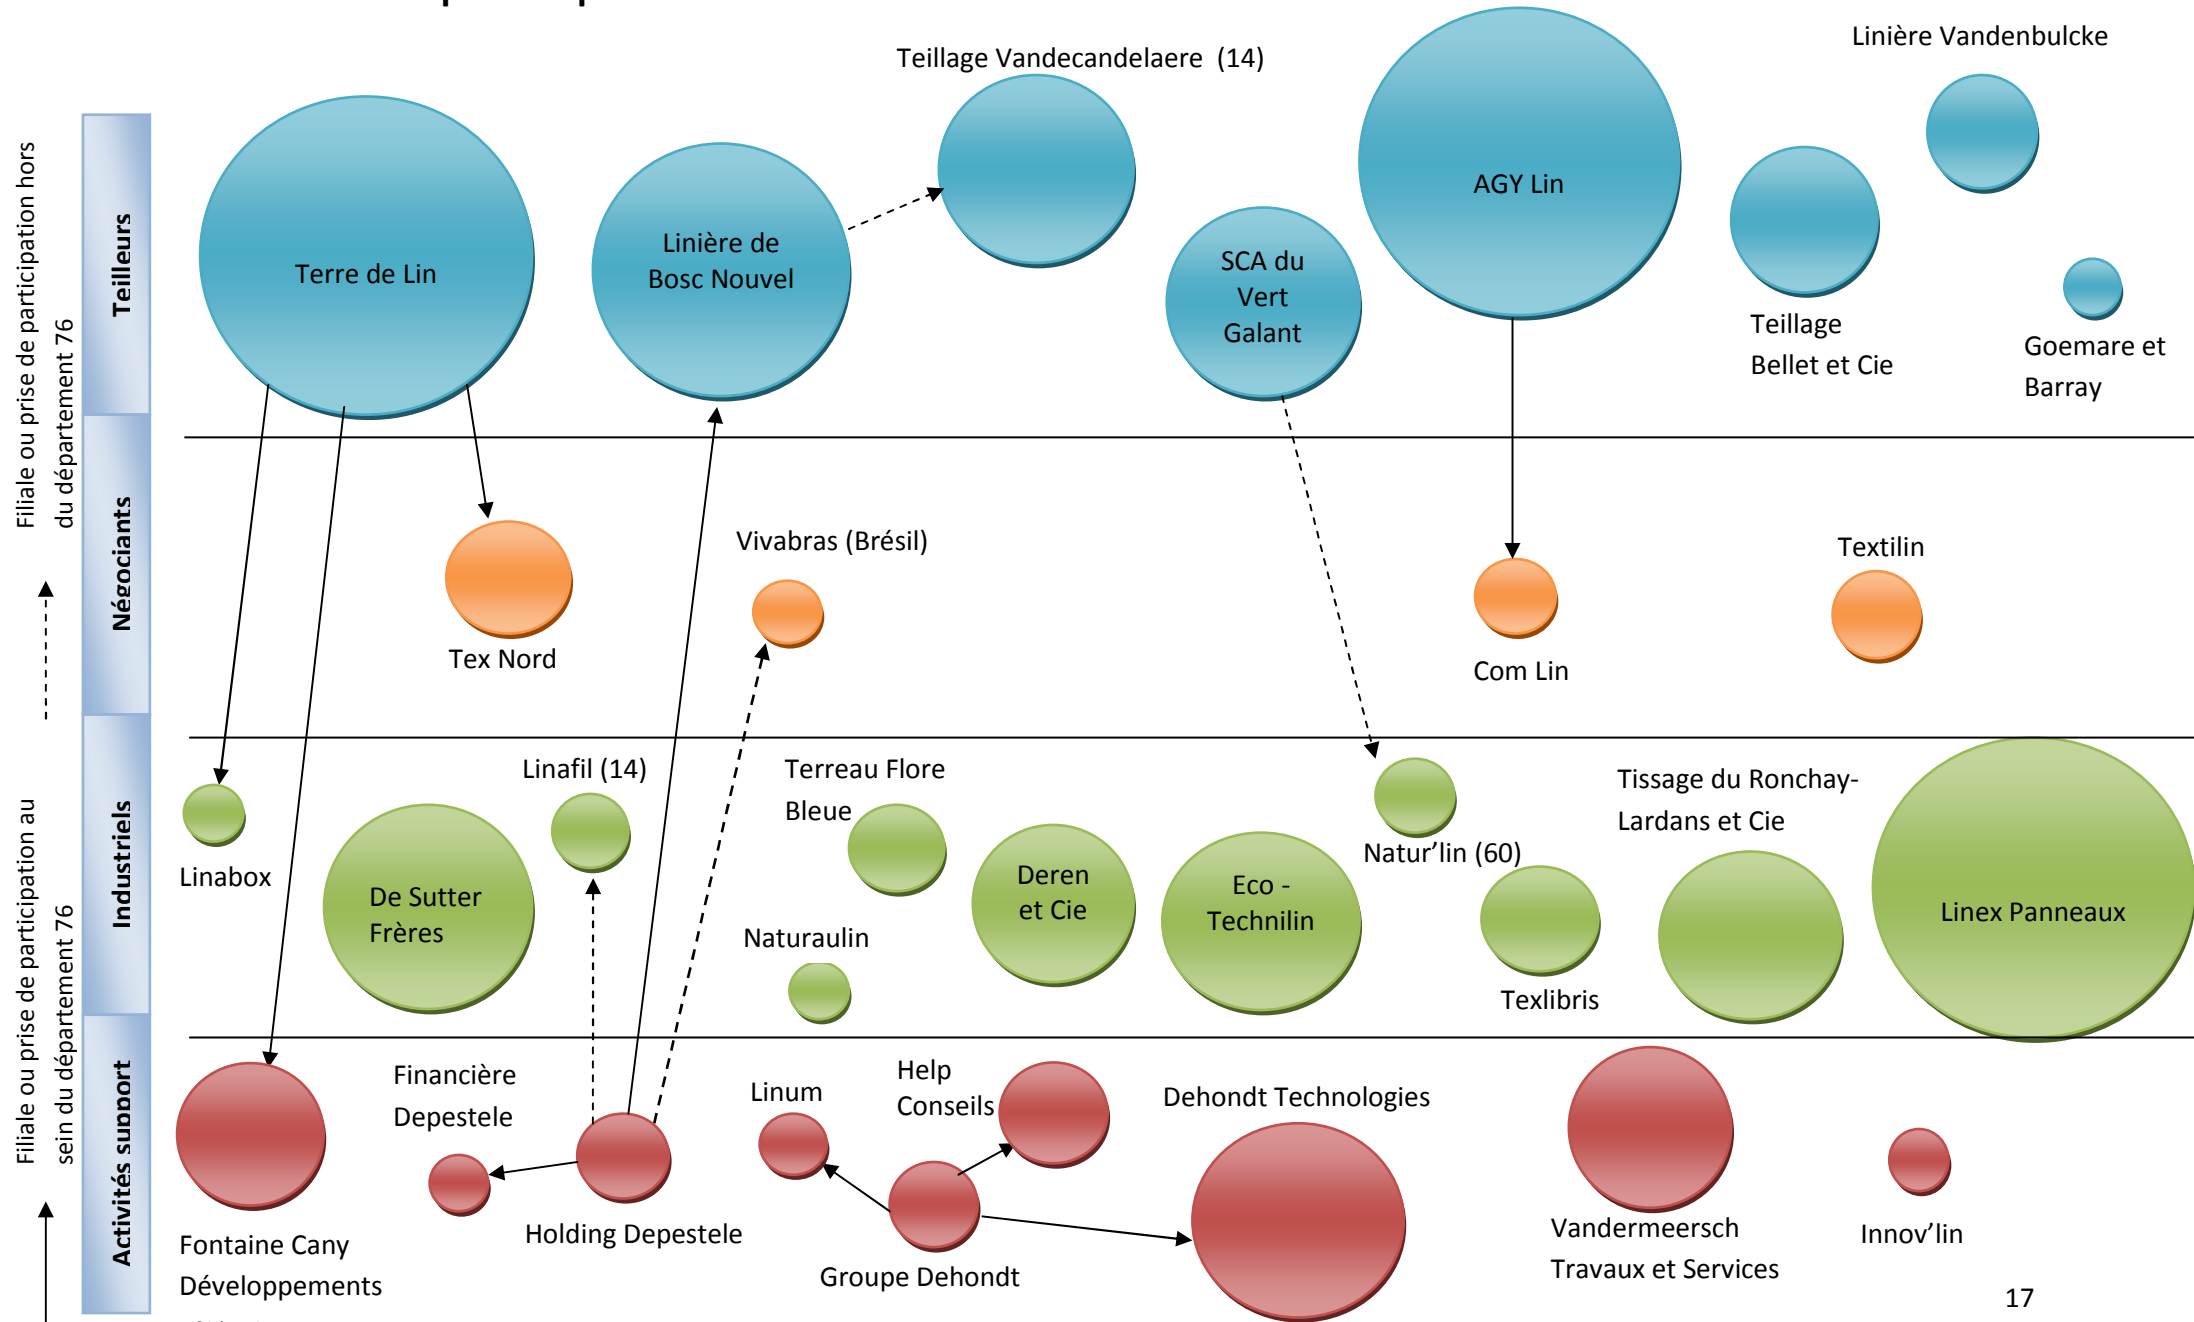 Teillage Vandecandelaere (14)
Linière Vandenbulcke
Terre de Lin
Linière de
Bosc Nouvel
SCA du
Vert
Galant
AGY Lin
Teillage
Bellet et Cie
Goemare et
Barray
Teilleurs
Filiale ou prise de participation hors
du département 76
Négociants
Tex Nord
Vivabras (Brésil)
Com Lin
Textilin
Industriels
Linabox
De Sutter
Frères
Linafil (14)
Terreau Flore
Bleue
Naturaulin
Deren
et Cie
Eco -
Technilin
Natur’lin (60)
Texlibris
Tissage du Ronchay-
Lardans et Cie
Linex Panneaux
Filiale ou prise de participation au
sein du département 76
Activités support
Fontaine Cany
Développements
Financière
Depestele
Holding Depestele
Linum
Help
Conseils
Groupe Dehondt
Dehondt Technologies
Vandermeersch
Travaux et Services
Innov’lin
17